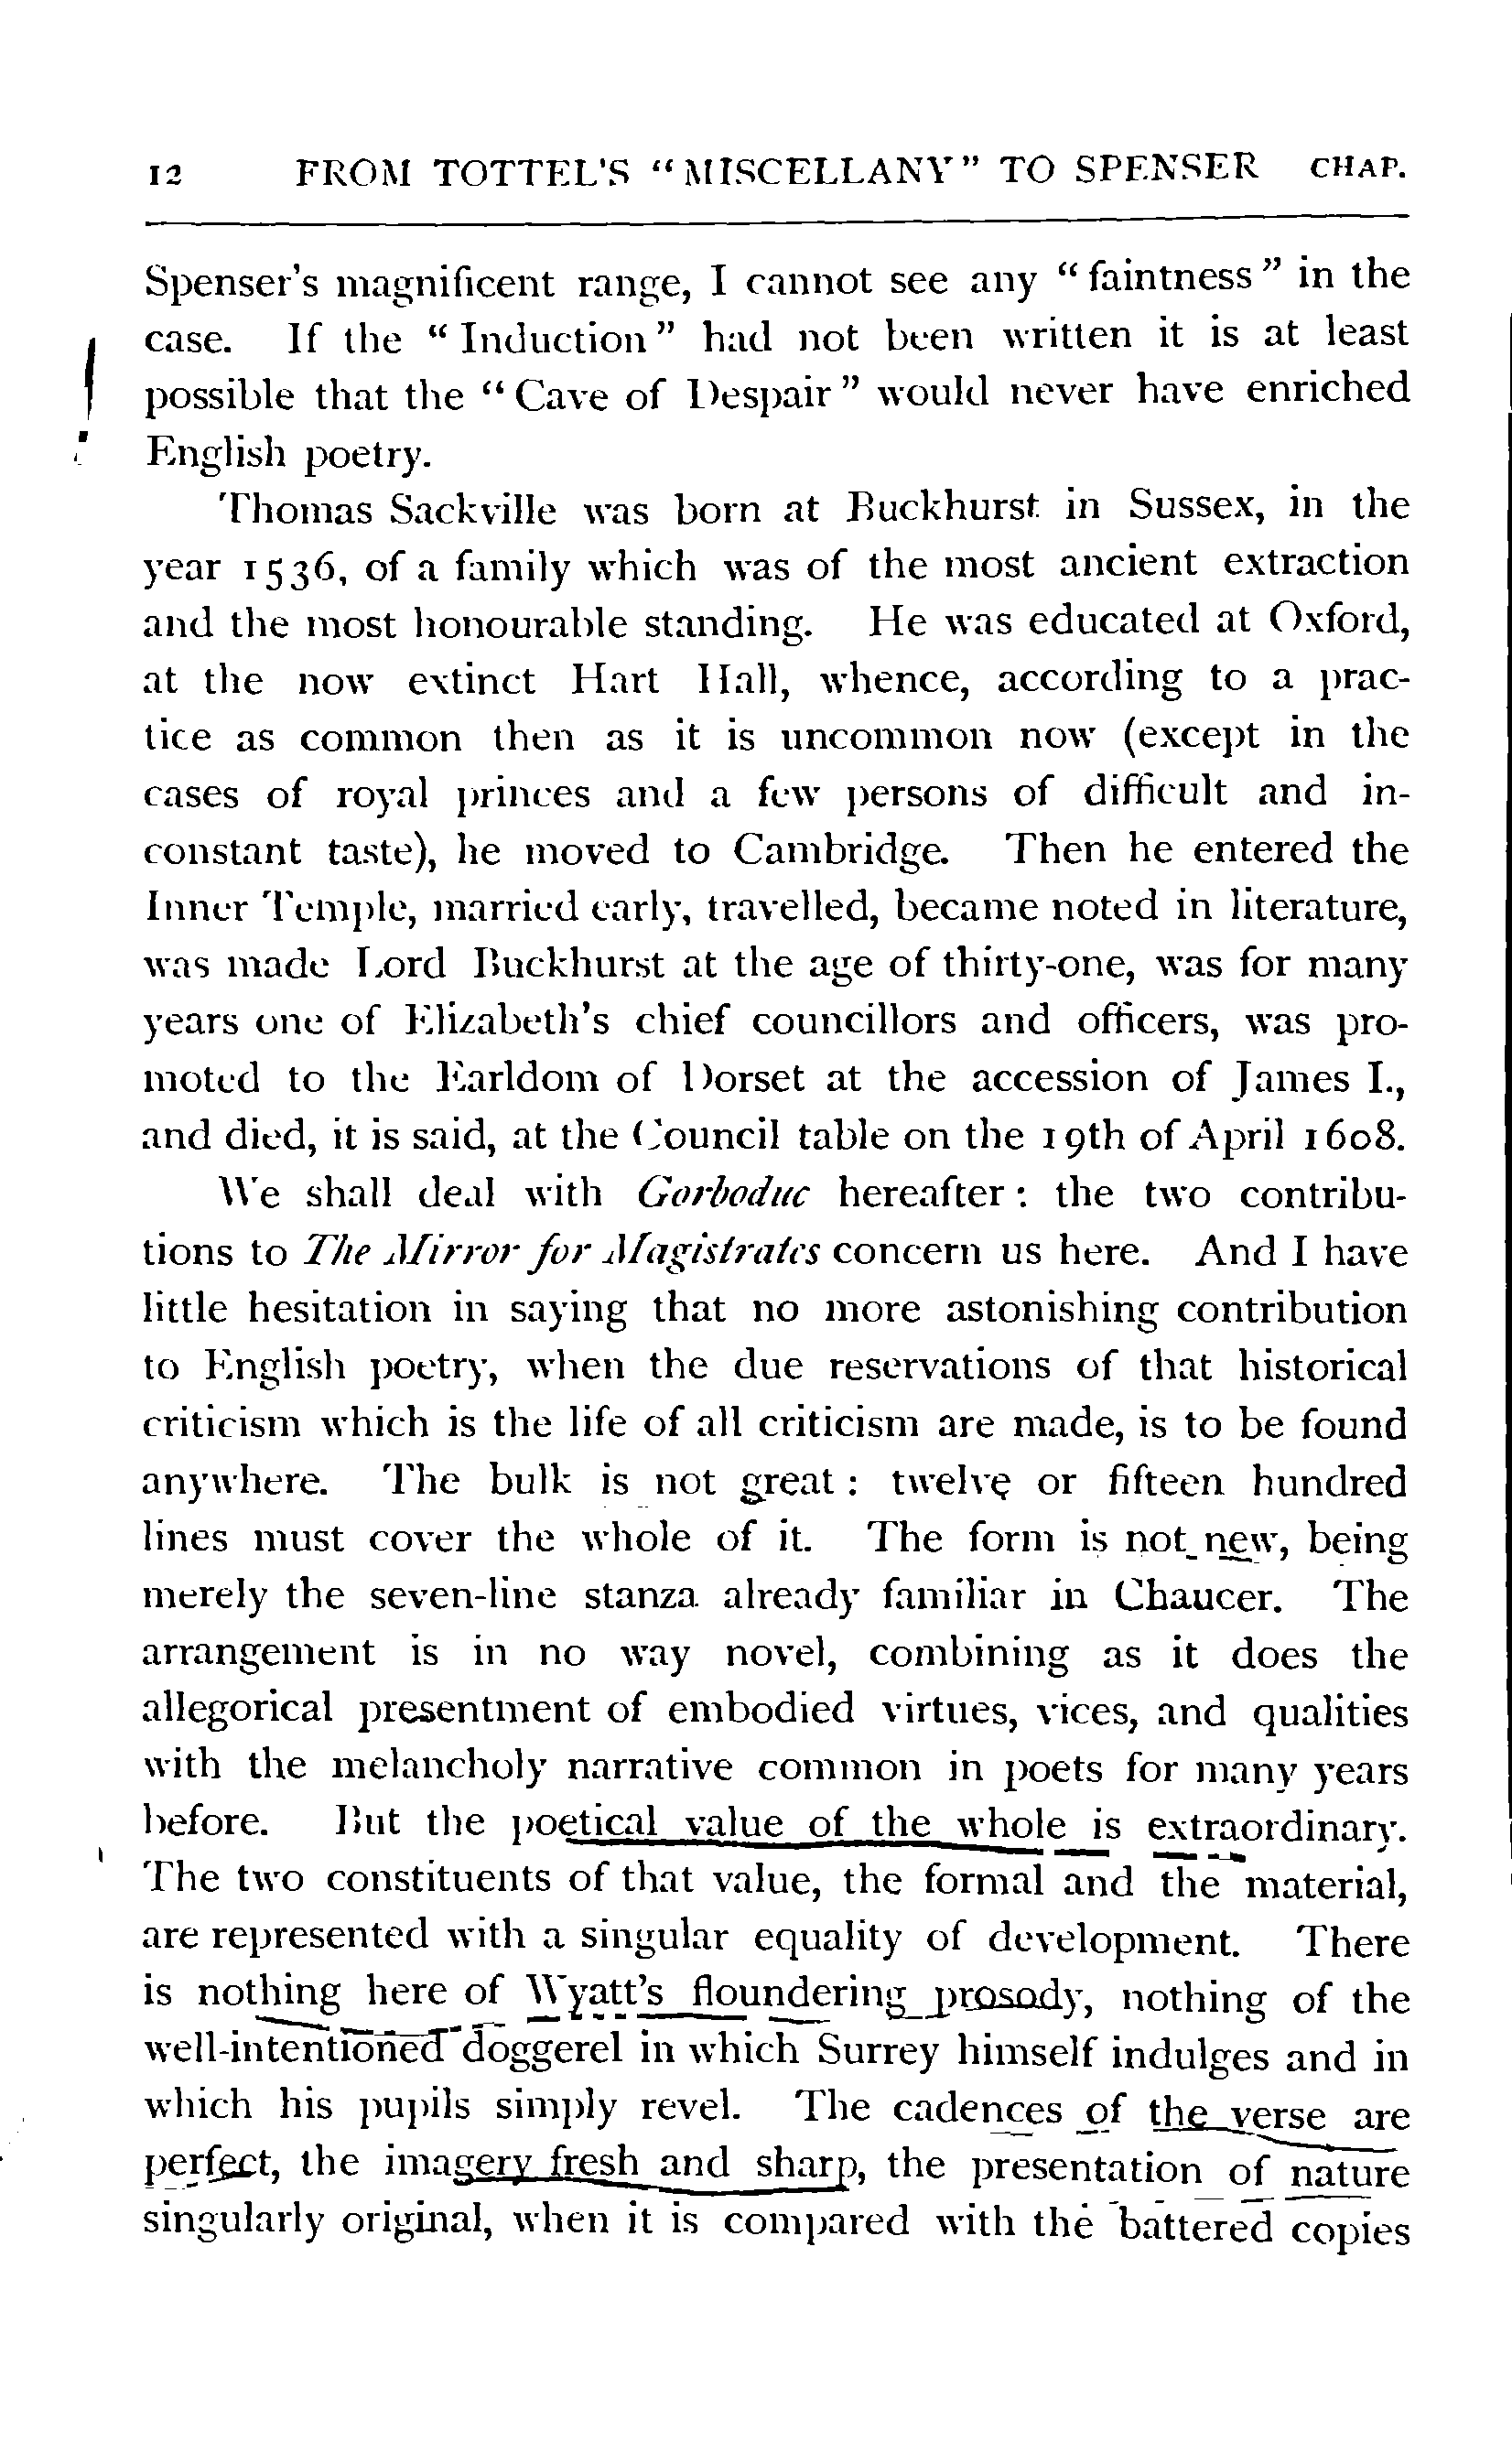 12 FROM TOTTEL'S “MISCELLANY” TO SPENSER CHAP.
Spenser's magnificent range, I cannot see any “faintness” in the
case. If the “Induction” had not been written it is at least
possible that the “Cave of Despair” would never have enriched
English poetry.
Thomas Sackville was born at Buckhurst in Sussex, in the
year 1536, of a family which was of the most ancient extraction
and the most honourable standing. He was educated at Oxford,
at the now extinct Hart Hall, whence, according to a prac-
tice as common then as it is uncommon now (except in the
cases of royal princes and a few persons of difficult and in-
constant taste), he moved to Cambridge. Then he entered the
Inner Temple, married early, travelled, became noted in literature,
was made Lord Buckhurst at the age of thirty-one, was for many
years one of Elizabeth's chief councillors and officers, was pro-
moted to the Earldom of Dorset at the accession of James I.,
and died, it is said, at the Council table on the 19th of April 1608.
We shall deal with Gorboduc hereafter: the two contribu-
tions to The Mirror for Magistrates concern us here. And I have
little hesitation in saying that no more astonishing contribution
to English poetry, when the due reservations of that historical
criticism which is the life of all criticism are made, is to be found
anywhere. The bulk is not great: twelve or fifteen hundred
lines must cover the whole of it. The form is not new, being
merely the seven-line stanza already familiar in Chaucer. The
arrangement is in no way novel, combining as it does the
allegorical presentment of embodied virtues, vices, and qualities
with the melancholy narrative common in poets for many years
before. But the poetical value of the whole is extraordinary.
The two constituents of that value, the formal and the material,
are represented with a singular equality of development. There
is nothing here of Wyatt's floundering prosody, nothing of the
well-intentioned doggerel in which Surrey himself indulges and in
which his pupils simply revel. The cadences of the verse are
perfect, the imagery fresh and sharp, the presentation of nature
singularly original, when it is compared with the battered copies